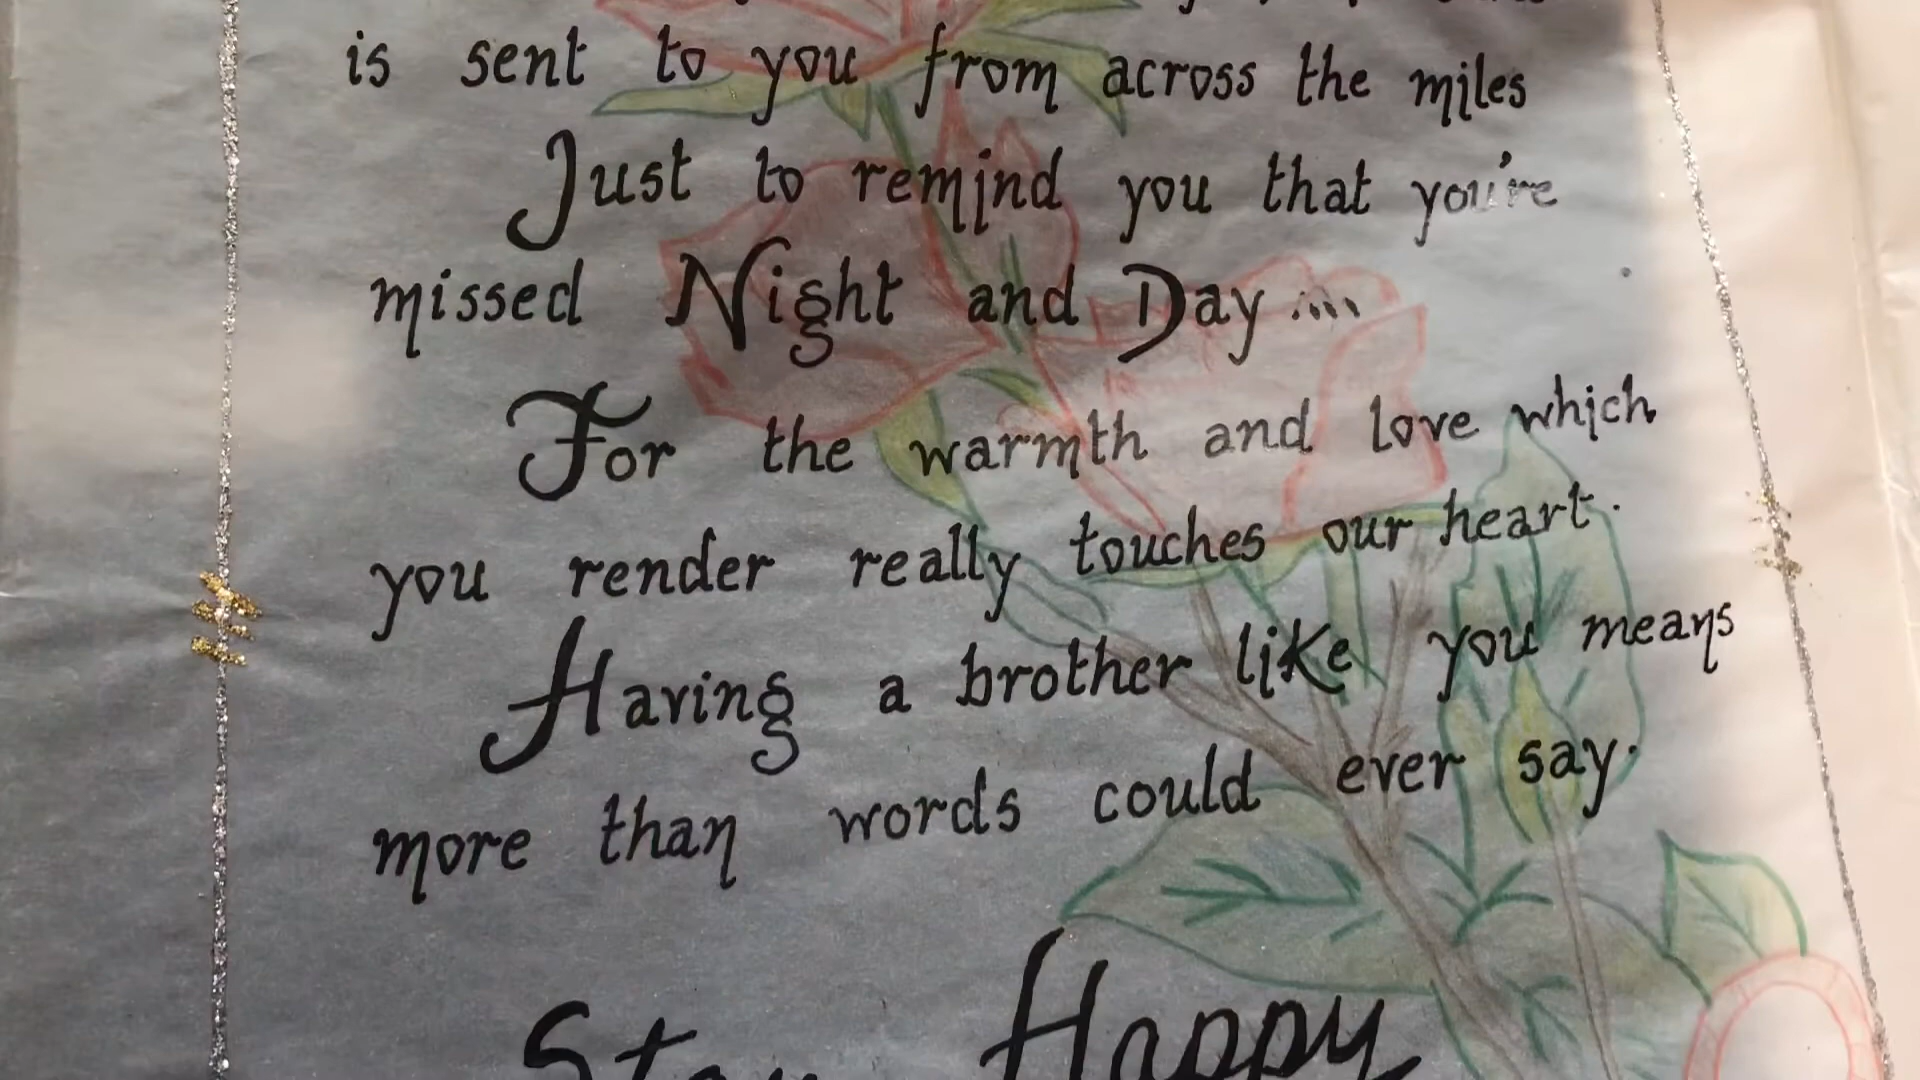 is sent to you from across the miles
Just to remind you that you're
missed Night and Day ....
For the warmth and love which
you render really touches our heart.
Having a brother like you means
more than words could ever say.
Stay Happy